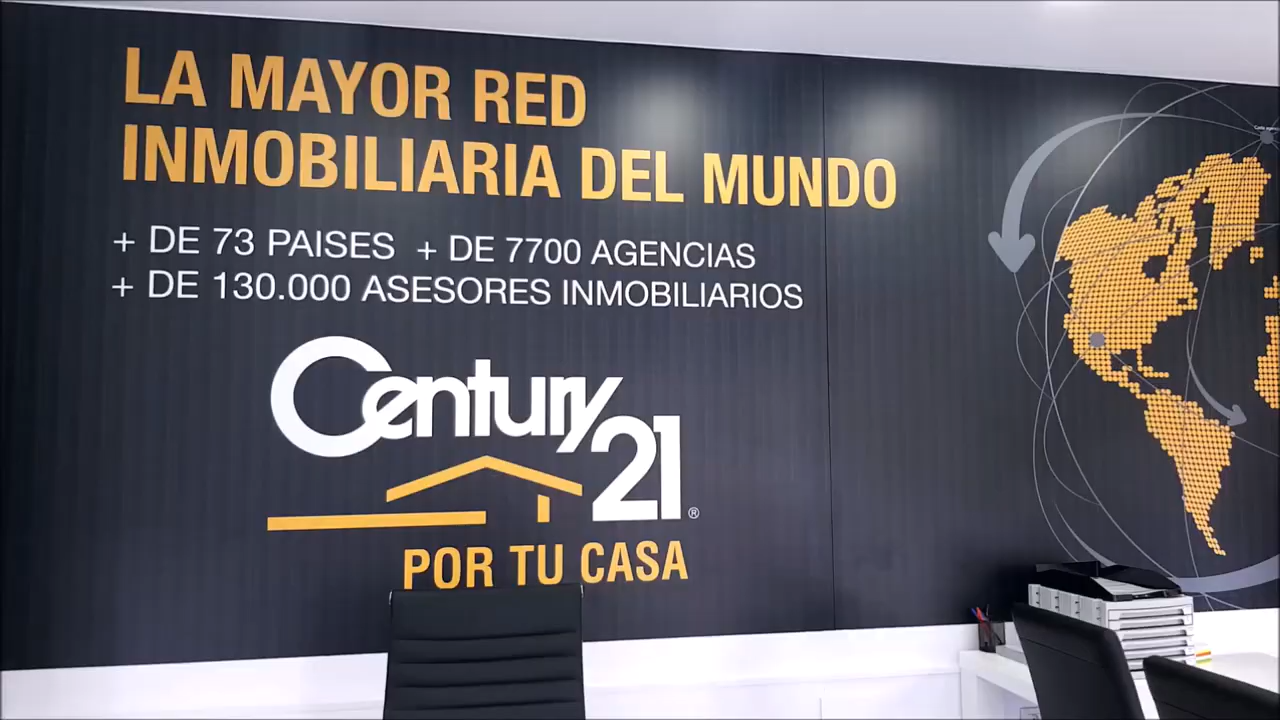 LA MAYOR RED
INMOBILIARIA DEL MUNDO
+ DE 73 PAISES + DE 7700 AGENCIAS
+ DE 130.000 ASESORES INMOBILIARIOS
Century
21®
POR TU CASA